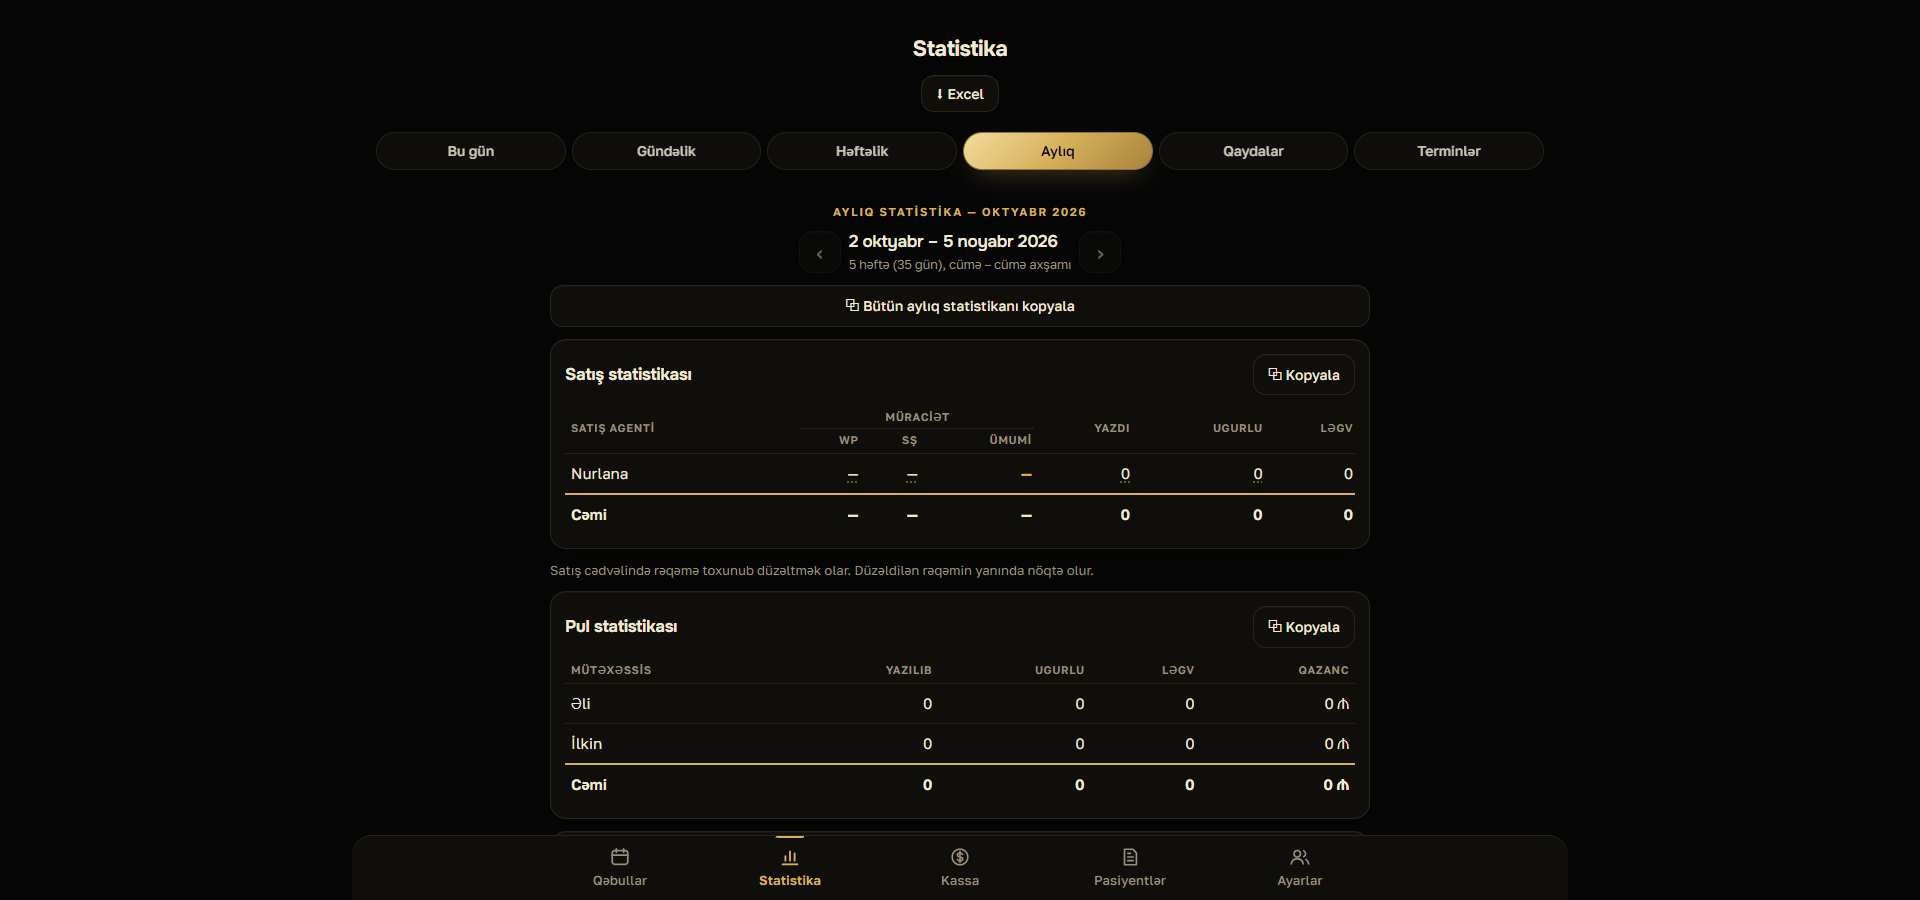 Statistika
⭳ Excel
Bu gün Gündəlik Həftəlik Aylıq Qaydalar Terminlər
AYLIQ STATİSTİKA — OKTYABR 2026
‹ 2 oktyabr – 5 noyabr 2026 ›
5 həftə (35 gün), cümə – cümə axşamı
⧉ Bütün aylıq statistikanı kopyala
Satış statistikası ⧉ Kopyala
MÜRACİƏT
SATIŞ AGENTİ YAZDI UGURLU LƏGV
WP SŞ ÜMUMİ
Nurlana — — — 0 0 0
Cəmi — — — 0 0 0
Satış cədvəlində rəqəmə toxunub düzəltmək olar. Düzəldilən rəqəmin yanında nöqtə olur.
Pul statistikası ⧉ Kopyala
MÜTƏXƏSSİS YAZILIB UGURLU LƏGV QAZANC
Əli 0 0 0 0 ₼
İlkin 0 0 0 0 ₼
Cəmi 0 0 0 0 ₼
Qəbullar Statistika Kassa Pasiyentlər Ayarlar